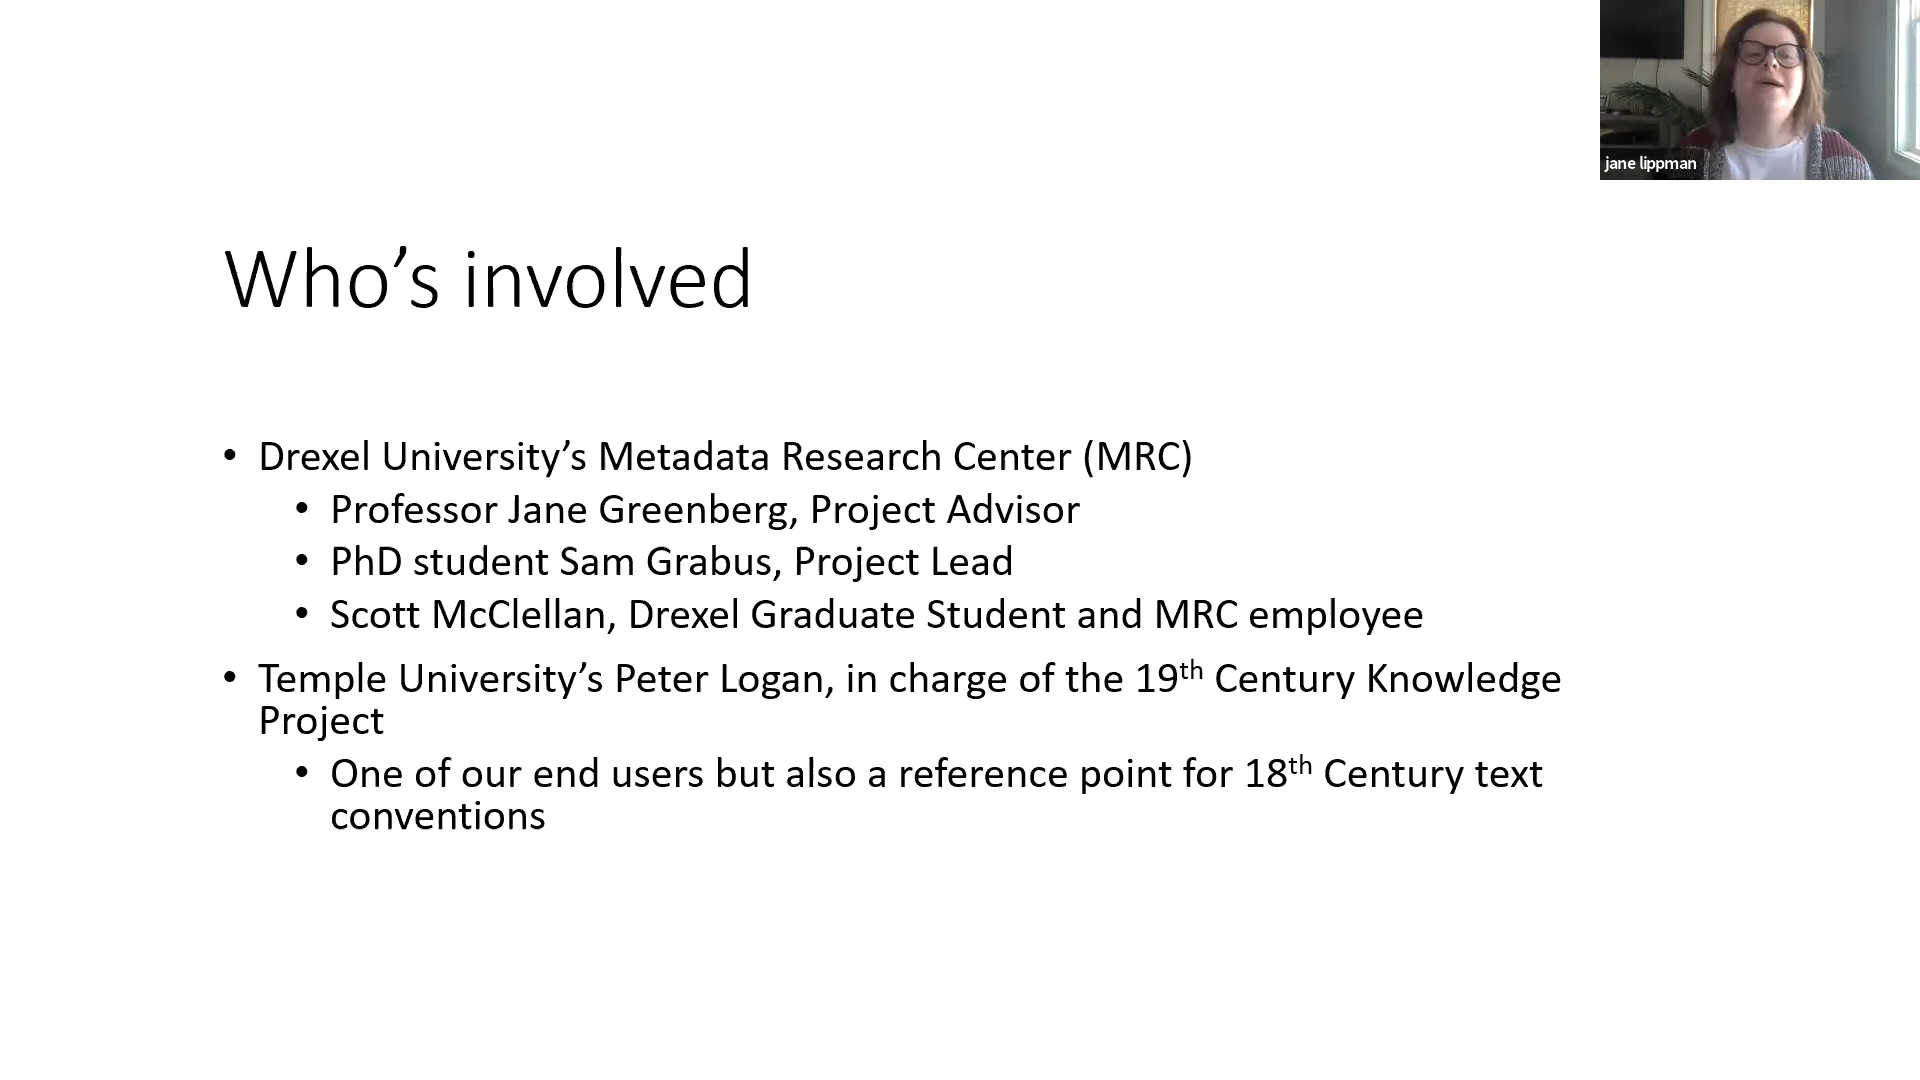 jane lippman
Who’s involved
• Drexel University’s Metadata Research Center (MRC)
• Professor Jane Greenberg, Project Advisor
• PhD student Sam Grabus, Project Lead
• Scott McClellan, Drexel Graduate Student and MRC employee
• Temple University’s Peter Logan, in charge of the 19th Century Knowledge
Project
• One of our end users but also a reference point for 18th Century text
conventions